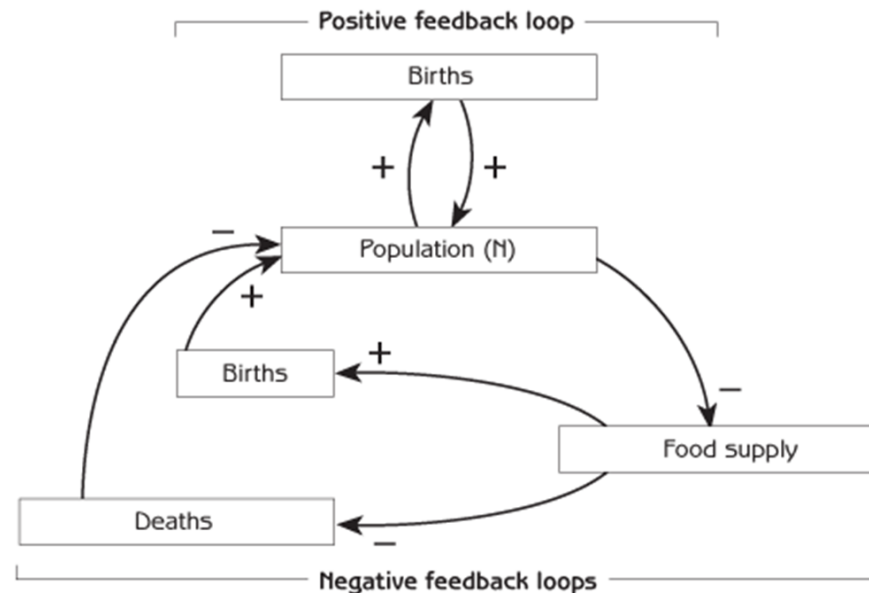 Positive feedback loop
Births
+ +
Population (N)
–
+
Births
+
–
Food supply
Deaths
–
Negative feedback loops